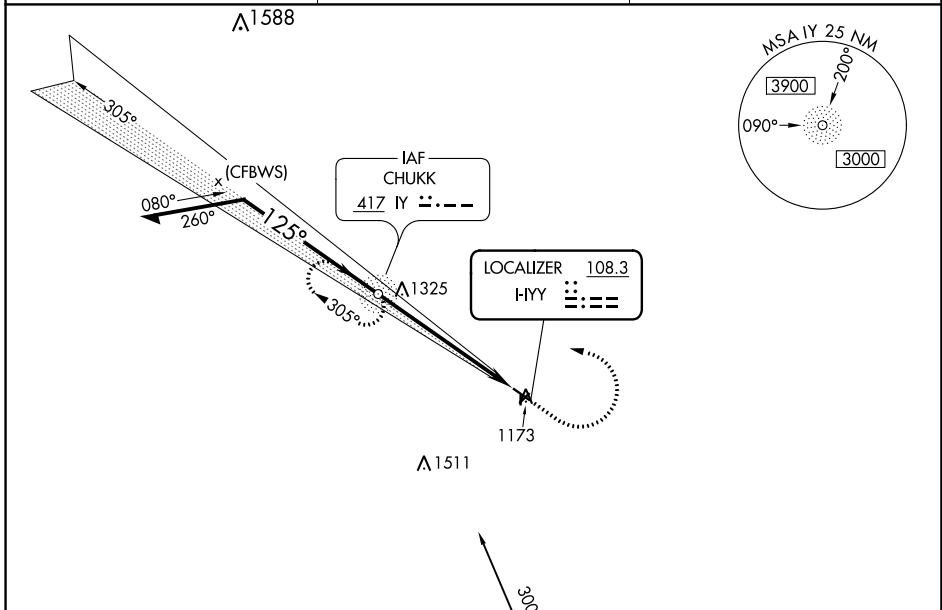 1588
MSA IY 25 NM
200°
3900
090°
3000
305°
(CFBWS)
080°
260°
125°
IAF
CHUKK
417 IY
1325
305°
LOCALIZER 108.3
I-IYY
1173
1511
300